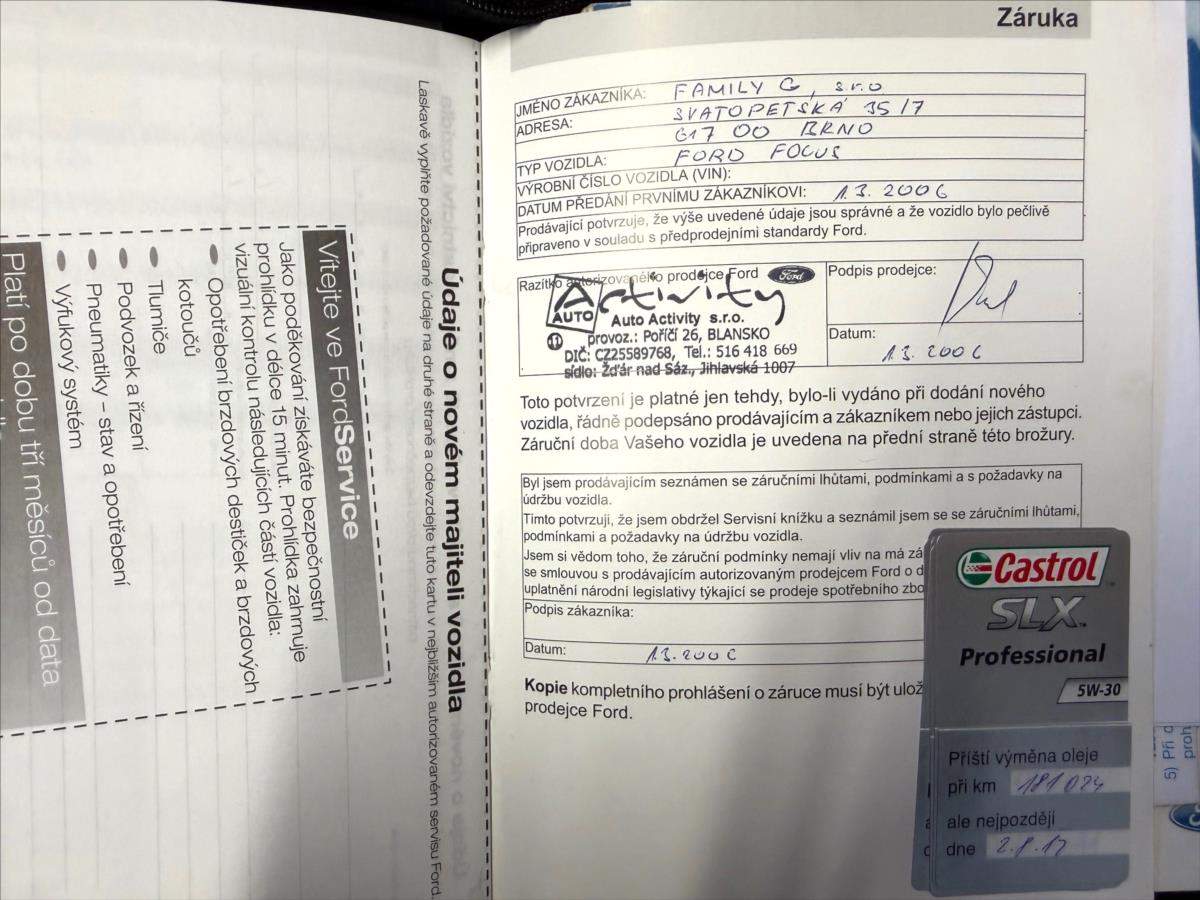 Záruka
JMÉNO ZÁKAZNÍKA: FAMILY G, s.r.o
ADRESA: SVATOPETSKÁ 35/7
617 00 BRNO
TYP VOZIDLA: FORD FOCUS
VÝROBNÍ ČÍSLO VOZIDLA (VIN):
DATUM PŘEDÁNÍ PRVNÍMU ZÁKAZNÍKOVI: 1.3.2006
Prodávající potvrzuje, že výše uvedené údaje jsou správné a že vozidlo bylo pečlivě
připraveno v souladu s předprodejními standardy Ford.
Razítko autorizovaného prodejce Ford
Ford
Activity
AUTO
Auto Activity s.r.o.
11 provoz.: Poříčí 26, BLANSKO
DIČ: CZ25589768, Tel.: 516 418 669
sídlo: Žďár nad Sáz., Jihlavská 1007
Podpis prodejce:
Datum:
1.3.2006
Toto potvrzení je platné jen tehdy, bylo-li vydáno při dodání nového
vozidla, řádně podepsáno prodávajícím a zákazníkem nebo jejich zástupci.
Záruční doba Vašeho vozidla je uvedena na přední straně této brožury.
Byl jsem prodávajícím seznámen se záručními lhůtami, podmínkami a s požadavky na
údržbu vozidla.
Timto potvrzuji, že jsem obdržel Servisní knížku a seznámil jsem se se záručními lhůtami,
podmínkami a požadavky na údržbu vozidla.
Jsem si vědom toho, že záruční podmínky nemají vliv na má zá
se smlouvou s prodávajícím autorizovaným prodejcem Ford o d
uplatnění národní legislativy týkající se prodeje spotřebního zbo
Podpis zákazníka:
Datum: 1.3.2006
Kopie kompletního prohlášení o záruce musí být ulož
prodejce Ford.
Castrol
SLX
Professional
5W-30
Příští výměna oleje
při km 181 024
ale nejpozději
dne 2.8.17
5) Při
proh
Údaje o novém majiteli vozidla
Laskavě vyplňte požadované údaje na druhé straně a odevzdejte tuto kartu v nejbližším autorizovaném servisu Ford.
Vítejte ve FordService
Jako poděkování získáváte bezpečnostní
prohlídku v délce 15 minut. Prohlídka zahrnuje
vizuální kontrolu následujících částí vozidla:
● Opotřebení brzdových destiček a brzdových
kotoučů
● Tlumiče
● Podvozek a řízení
● Pneumatiky – stav a opotřebení
● Výfukový systém
Platí po dobu tří měsíců od data